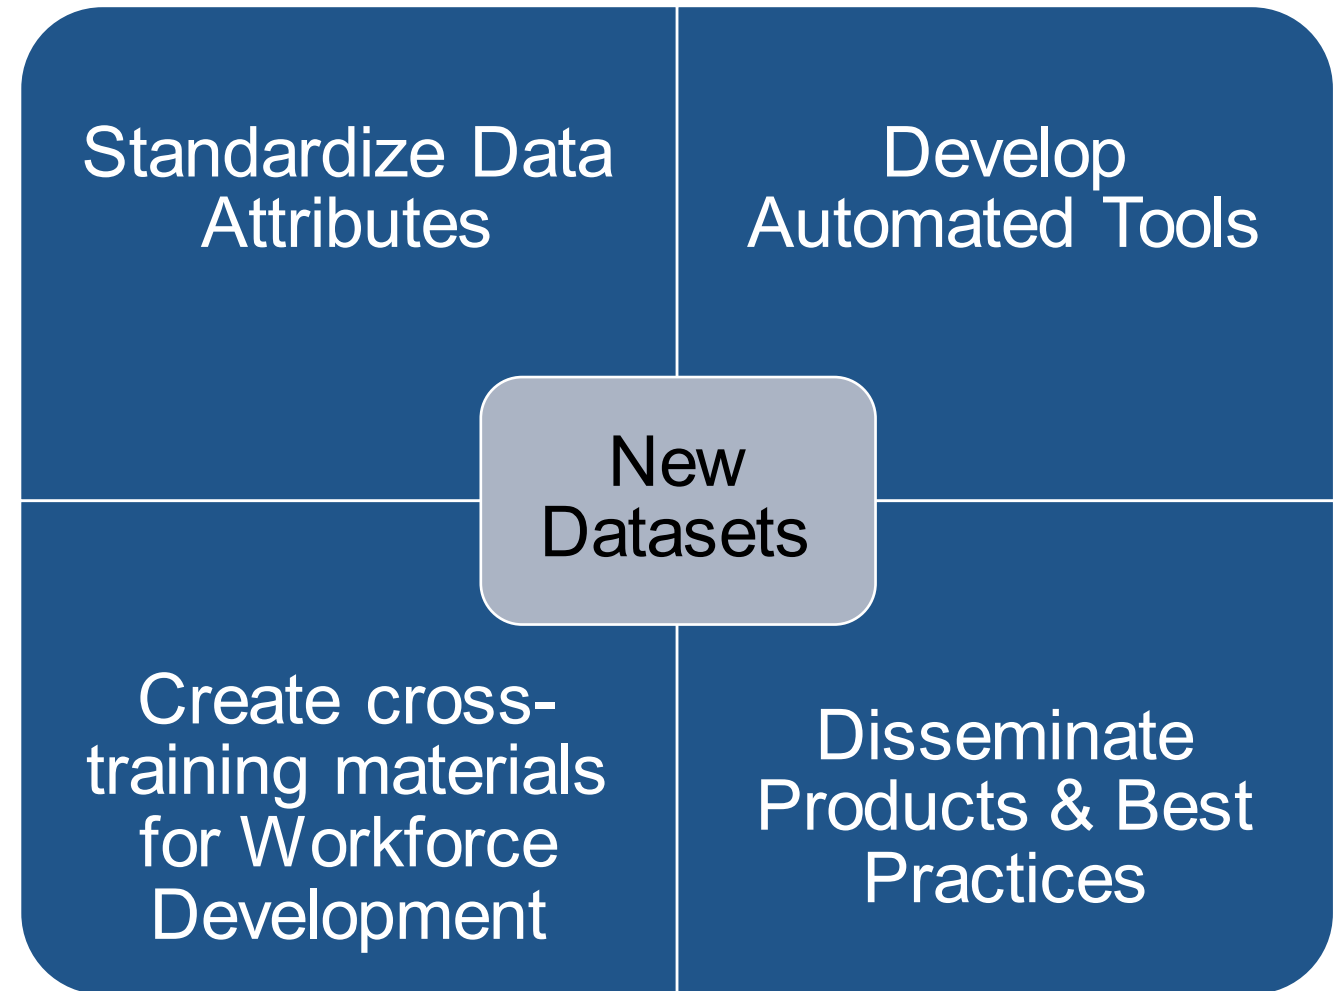 Standardize Data
Attributes
Develop
Automated Tools
New
Datasets
Create cross-
training materials
for Workforce
Development
Disseminate
Products & Best
Practices